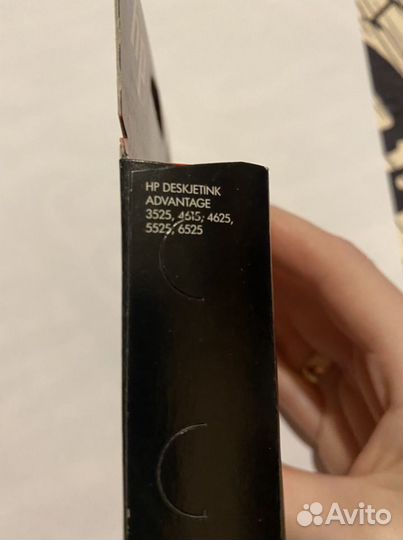 HP DESKJETINK
ADVANTAGE
3525, 4615, 4625,
5525, 6525
Avito